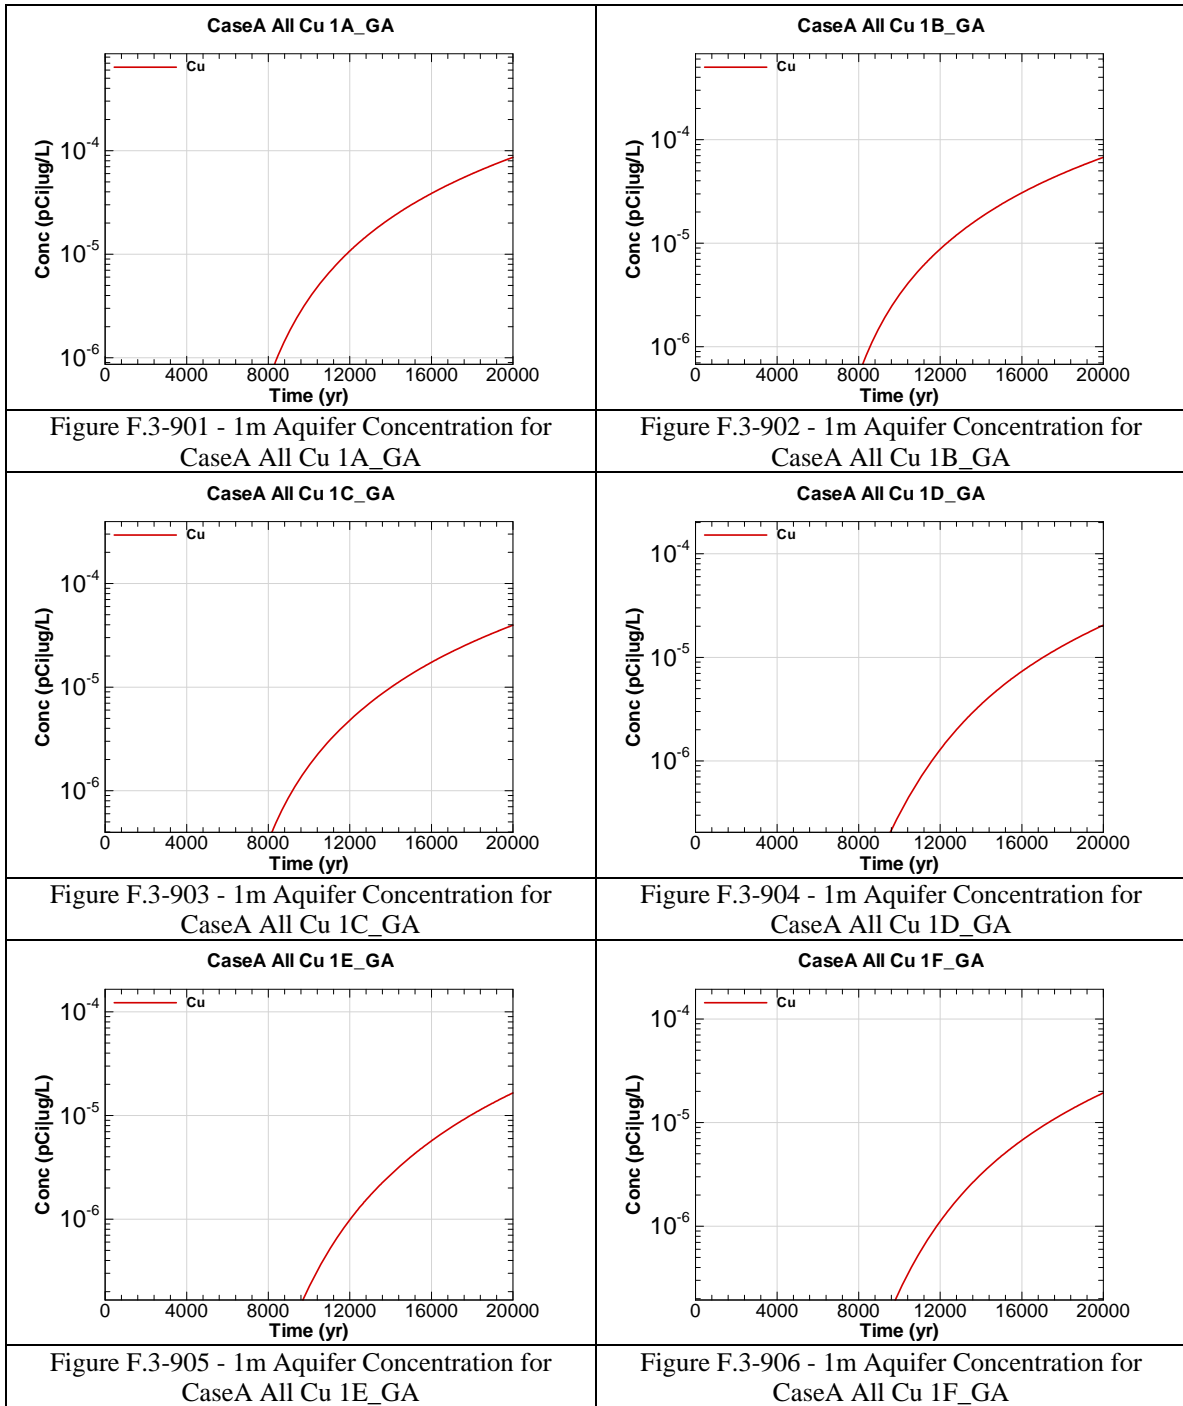 CaseA All Cu 1A_GA
Cu
10-4
10-5
10-6
Conc (pCi|ug/L)
0 4000 8000 12000 16000 20000
Time (yr)
Figure F.3-901 - 1m Aquifer Concentration for
CaseA All Cu 1A_GA
CaseA All Cu 1B_GA
Cu
10-4
10-5
10-6
Conc (pCi|ug/L)
0 4000 8000 12000 16000 20000
Time (yr)
Figure F.3-902 - 1m Aquifer Concentration for
CaseA All Cu 1B_GA
CaseA All Cu 1C_GA
Cu
10-4
10-5
10-6
Conc (pCi|ug/L)
0 4000 8000 12000 16000 20000
Time (yr)
Figure F.3-903 - 1m Aquifer Concentration for
CaseA All Cu 1C_GA
CaseA All Cu 1D_GA
Cu
10-4
10-5
10-6
Conc (pCi|ug/L)
0 4000 8000 12000 16000 20000
Time (yr)
Figure F.3-904 - 1m Aquifer Concentration for
CaseA All Cu 1D_GA
CaseA All Cu 1E_GA
Cu
10-4
10-5
10-6
Conc (pCi|ug/L)
0 4000 8000 12000 16000 20000
Time (yr)
Figure F.3-905 - 1m Aquifer Concentration for
CaseA All Cu 1E_GA
CaseA All Cu 1F_GA
Cu
10-4
10-5
10-6
Conc (pCi|ug/L)
0 4000 8000 12000 16000 20000
Time (yr)
Figure F.3-906 - 1m Aquifer Concentration for
CaseA All Cu 1F_GA